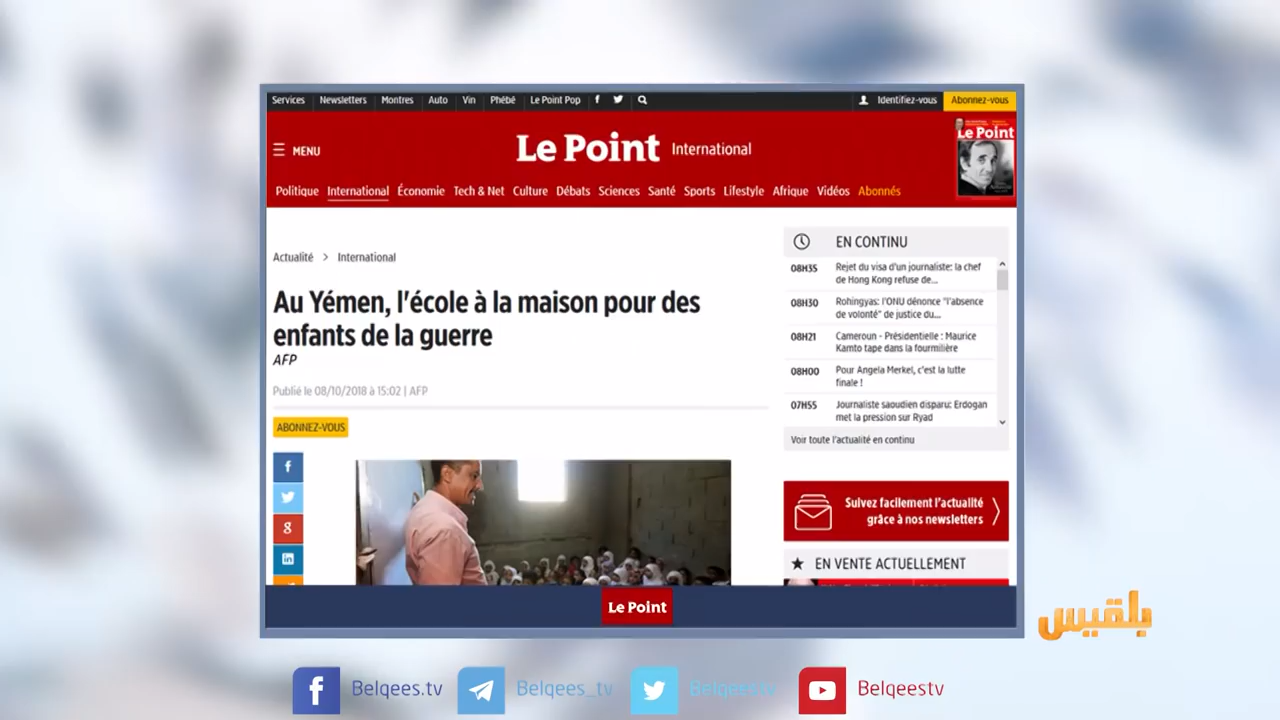 Services Newsletters Montres Auto Vin Phébé Le Point Pop
Identifiez-vous Abonnez-vous
MENU
Le Point International
Le Point
Politique International Économie Tech & Net Culture Débats Sciences Santé Sports Lifestyle Afrique Vidéos Abonnés
Actualité > International
Au Yémen, l'école à la maison pour des
enfants de la guerre
AFP
Publié le 08/10/2018 à 15:02 | AFP
ABONNEZ-VOUS
EN CONTINU
08H35 Rejet du visa d'un journaliste: la chef
de Hong Kong refuse de...
08H30 Rohingyas: l'ONU dénonce "l'absence
de volonté" de justice du...
08H21 Cameroun - Présidentielle : Maurice
Kamto tape dans la fourmilière
08H00 Pour Angela Merkel, c'est la lutte
finale !
07H55 Journaliste saoudien disparu: Erdogan
met la pression sur Ryad
Voir toute l'actualité en continu
Suivez facilement l'actualité
grâce à nos newsletters
EN VENTE ACTUELLEMENT
Le Point
بلقيس
Belqees.tv Belqees_tv Belqeestv Belqeestv